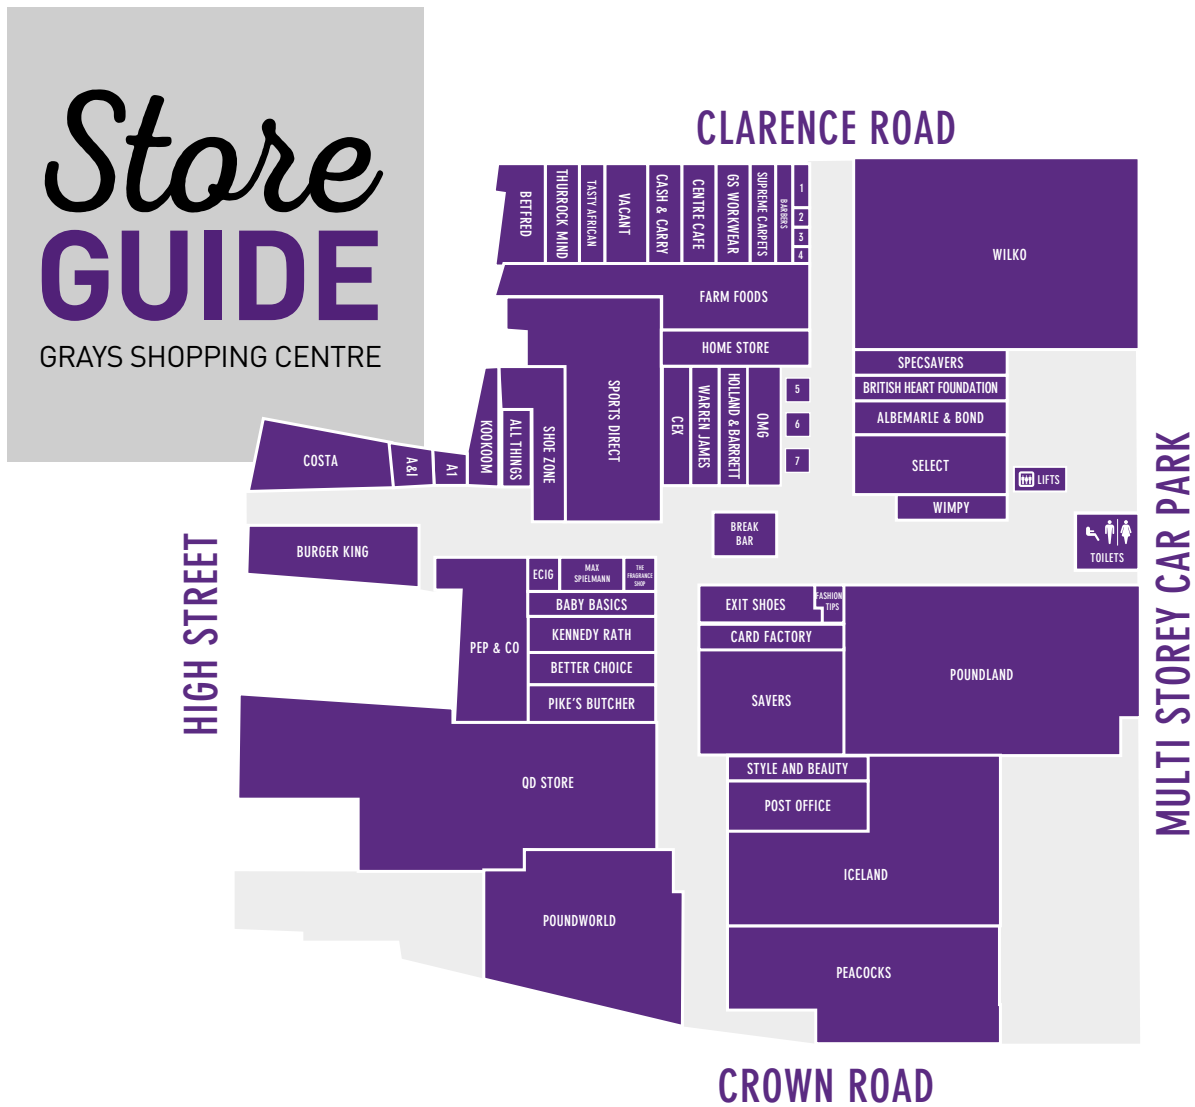 Store
GUIDE
GRAYS SHOPPING CENTRE
CLARENCE ROAD
BETFRED
THURROCK MIND
TASTY AFRICAN
VACANT
CASH & CARRY
CENTRE CAFE
GS WORKWEAR
SUPREME CARPETS
BARBERS
1
2
3
4
WILKO
FARM FOODS
HOME STORE
SPECSAVERS
BRITISH HEART FOUNDATION
ALBEMARLE & BOND
SELECT
WIMPY
LIFTS
TOILETS
SPORTS DIRECT
CEX
WARREN JAMES
HOLLAND & BARRRETT
OMG
5
6
7
KOOKOOM
ALL THINGS
SHOE ZONE
COSTA
A&I
A1
BREAK
BAR
BURGER KING
HIGH STREET
MULTI STOREY CAR PARK
ECIG
MAX
SPIELMANN
THE
FRAGRANCE
SHOP
BABY BASICS
KENNEDY RATH
PEP & CO
BETTER CHOICE
PIKE'S BUTCHER
EXIT SHOES
FASHION
TIPS
CARD FACTORY
SAVERS
POUNDLAND
QD STORE
STYLE AND BEAUTY
POST OFFICE
ICELAND
POUNDWORLD
PEACOCKS
CROWN ROAD